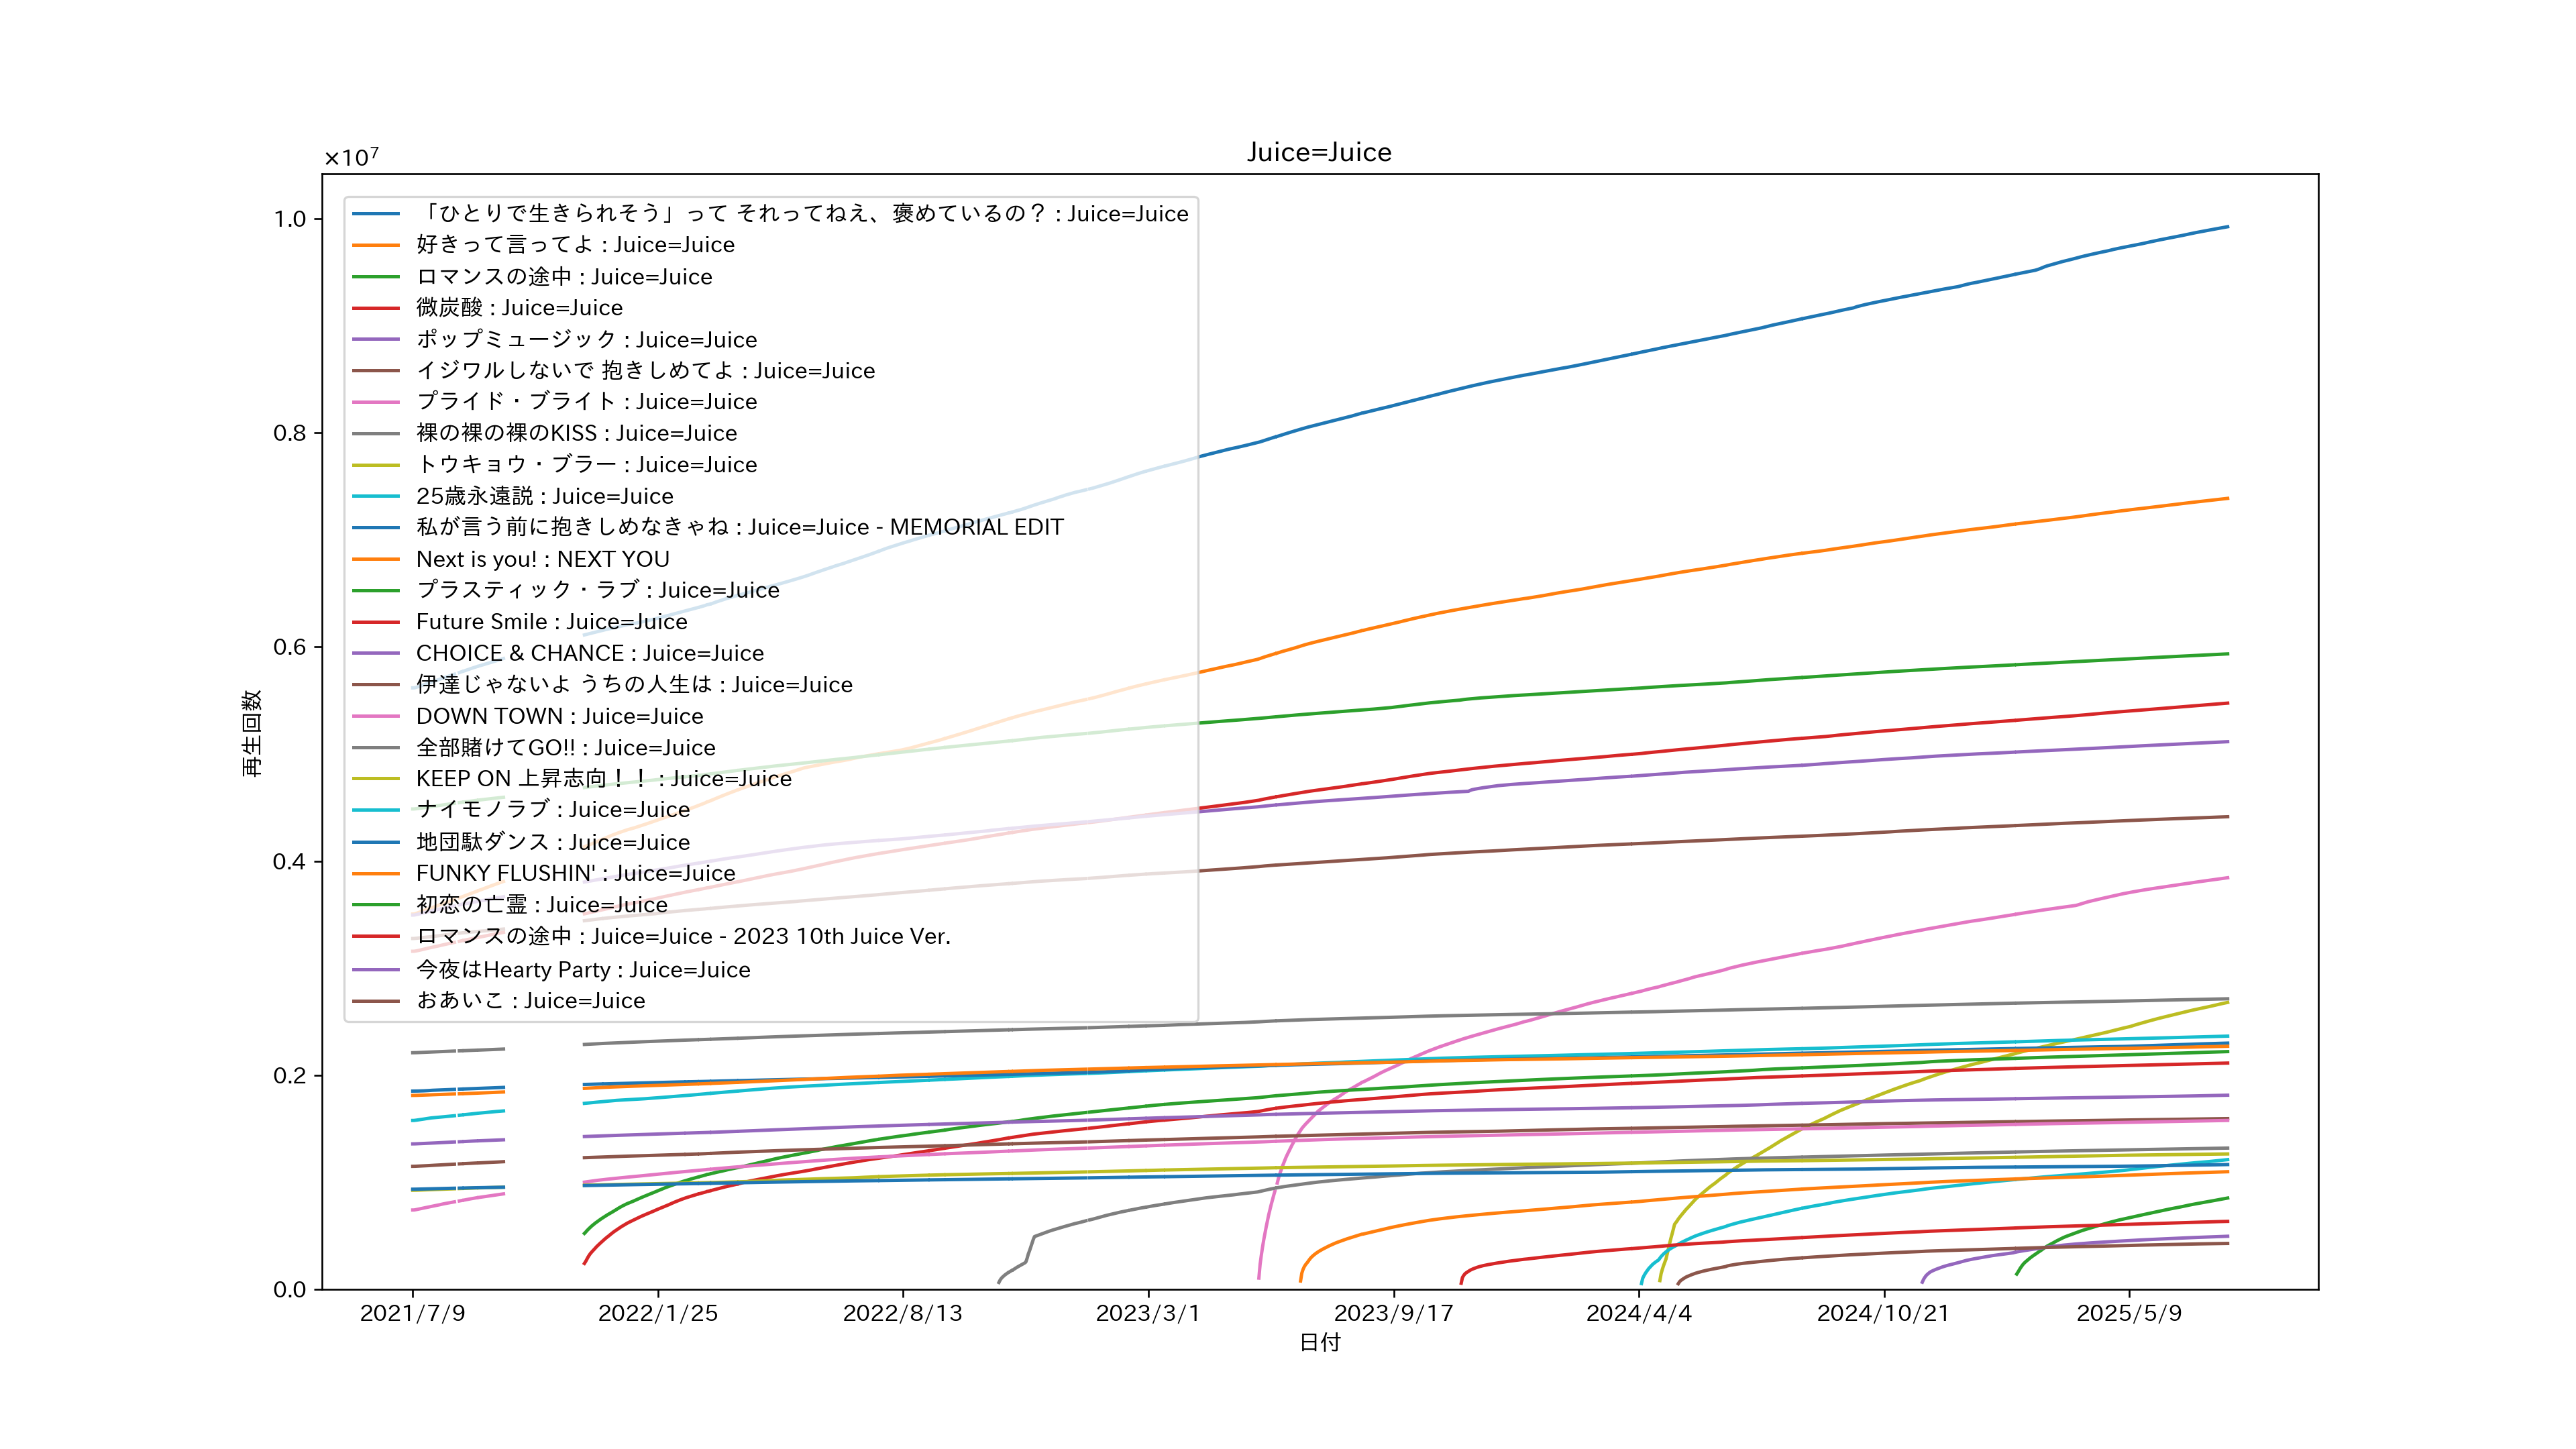 Juice=Juice
×10⁷
1.0
0.8
0.6
0.4
0.2
0.0
再生回数
「ひとりで生きられそう」って それってねえ、褒めているの？ : Juice=Juice
好きって言ってよ : Juice=Juice
ロマンスの途中 : Juice=Juice
微炭酸 : Juice=Juice
ポップミュージック : Juice=Juice
イジワルしないで 抱きしめてよ : Juice=Juice
プライド・ブライト : Juice=Juice
裸の裸の裸のKISS : Juice=Juice
トウキョウ・ブラー : Juice=Juice
25歳永遠説 : Juice=Juice
私が言う前に抱きしめなきゃね : Juice=Juice - MEMORIAL EDIT
Next is you! : NEXT YOU
プラスティック・ラブ : Juice=Juice
Future Smile : Juice=Juice
CHOICE & CHANCE : Juice=Juice
伊達じゃないよ うちの人生は : Juice=Juice
DOWN TOWN : Juice=Juice
全部賭けてGO!! : Juice=Juice
KEEP ON 上昇志向！！ : Juice=Juice
ナイモノラブ : Juice=Juice
地団駄ダンス : Juice=Juice
FUNKY FLUSHIN' : Juice=Juice
初恋の亡霊 : Juice=Juice
ロマンスの途中 : Juice=Juice - 2023 10th Juice Ver.
今夜はHearty Party : Juice=Juice
おあいこ : Juice=Juice
2021/7/9
2022/1/25
2022/8/13
2023/3/1
2023/9/17
2024/4/4
2024/10/21
2025/5/9
日付